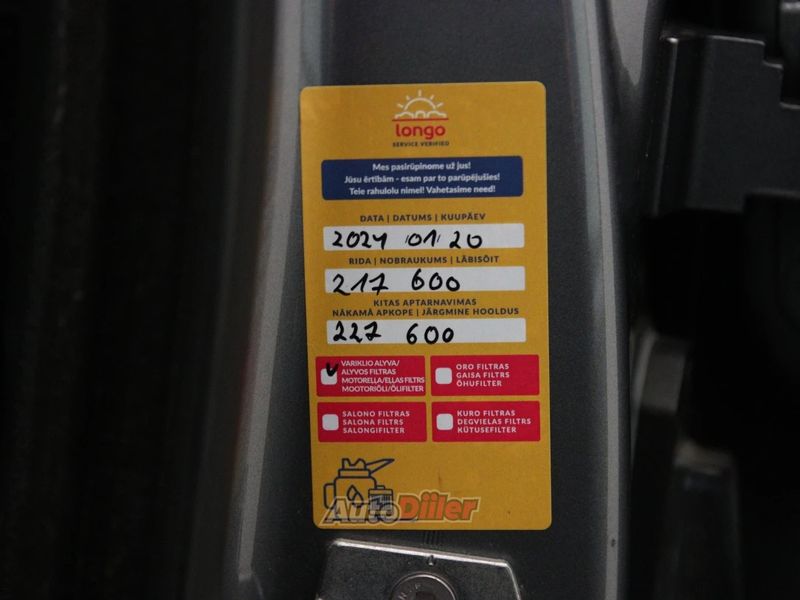 longo
SERVICE VERIFIED
Mes pasirūpinome už jus!
Jūsu ērtībām - esam par to parūpējušies!
Teie rahulolu nimel! Vahetasime need!
DATA | DATUMS | KUUPÄEV
2024 01 20
RIDA | NOBRAUKUMS | LÄBISÕIT
217 600
KITAS APTARNAVIMAS
NĀKAMĀ APKOPE | JÄRGMINE HOOLDUS
227 600
VARIKLIO ALYVA/
ALYVOS FILTRAS
MOTOREĻĻA/EĻĻAS FILTRS
MOOTORIÕLI/ÕLIFILTER
ORO FILTRAS
GAISA FILTRS
ÕHUFILTER
SALONO FILTRAS
SALONA FILTRS
SALONGIFILTER
KURO FILTRAS
DEGVIELAS FILTRS
KÜTUSEFILTER
AutoDiiler